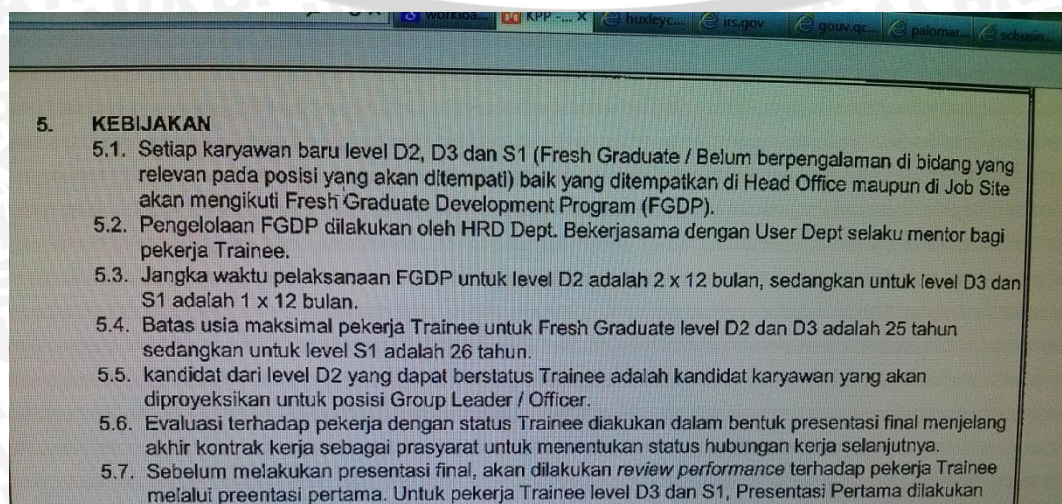 workioa...
KPP -... X
huxleyc...
irs.gov
gouv.qc...
palomar...
schusin...
5. KEBIJAKAN
5.1. Setiap karyawan baru level D2, D3 dan S1 (Fresh Graduate / Belum berpengalaman di bidang yang
relevan pada posisi yang akan ditempati) baik yang ditempatkan di Head Office maupun di Job Site
akan mengikuti Fresh Graduate Development Program (FGDP).
5.2. Pengelolaan FGDP dilakukan oleh HRD Dept. Bekerjasama dengan User Dept selaku mentor bagi
pekerja Trainee.
5.3. Jangka waktu pelaksanaan FGDP untuk level D2 adalah 2 x 12 bulan, sedangkan untuk level D3 dan
S1 adalah 1 x 12 bulan.
5.4. Batas usia maksimal pekerja Trainee untuk Fresh Graduate level D2 dan D3 adalah 25 tahun
sedangkan untuk level S1 adalah 26 tahun.
5.5. kandidat dari level D2 yang dapat berstatus Trainee adalah kandidat karyawan yang akan
diproyeksikan untuk posisi Group Leader / Officer.
5.6. Evaluasi terhadap pekerja dengan status Trainee diakukan dalam bentuk presentasi final menjelang
akhir kontrak kerja sebagai prasyarat untuk menentukan status hubungan kerja selanjutnya.
5.7. Sebelum melakukan presentasi final, akan dilakukan review performance terhadap pekerja Trainee
melalui preentasi pertama. Untuk pekerja Trainee level D3 dan S1, Presentasi Pertama dilakukan